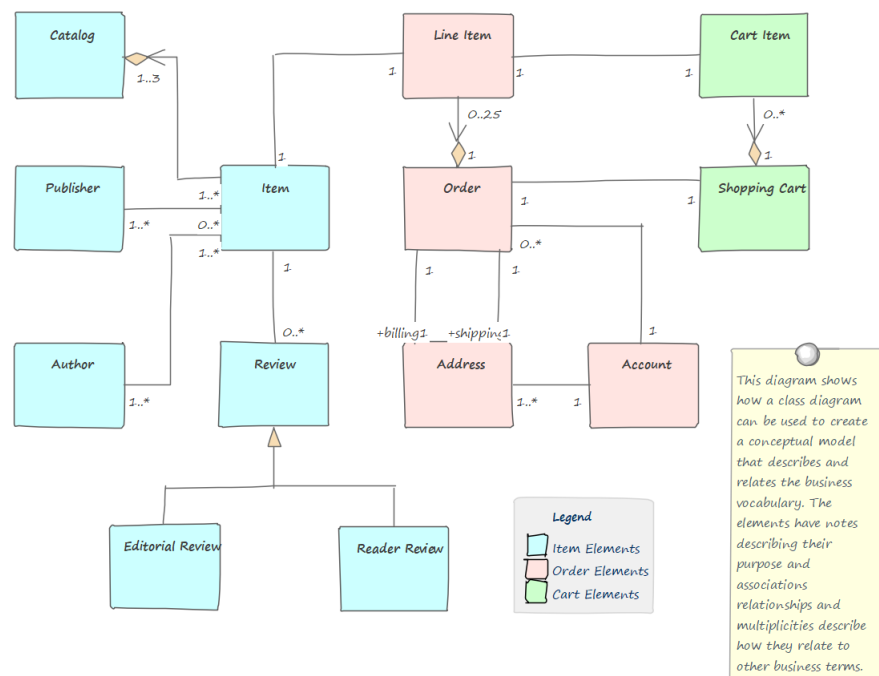 Catalog
Line Item
Cart Item
1..3
1
1
1
0..25
0..*
1
1
1
Publisher
Item
Order
Shopping Cart
1..*
1..*
0..*
1..*
1
1
0..*
1
1
1
0..*
+billing1
+shipping1
1
Author
Review
Address
Account
1..*
1..*
1
This diagram shows
how a class diagram
can be used to create
a conceptual model
that describes and
relates the business
vocabulary. The
elements have notes
describing their
purpose and
associations
relationships and
multiplicities describe
how they relate to
other business terms.
Editorial Review
Reader Review
Legend
Item Elements
Order Elements
Cart Elements